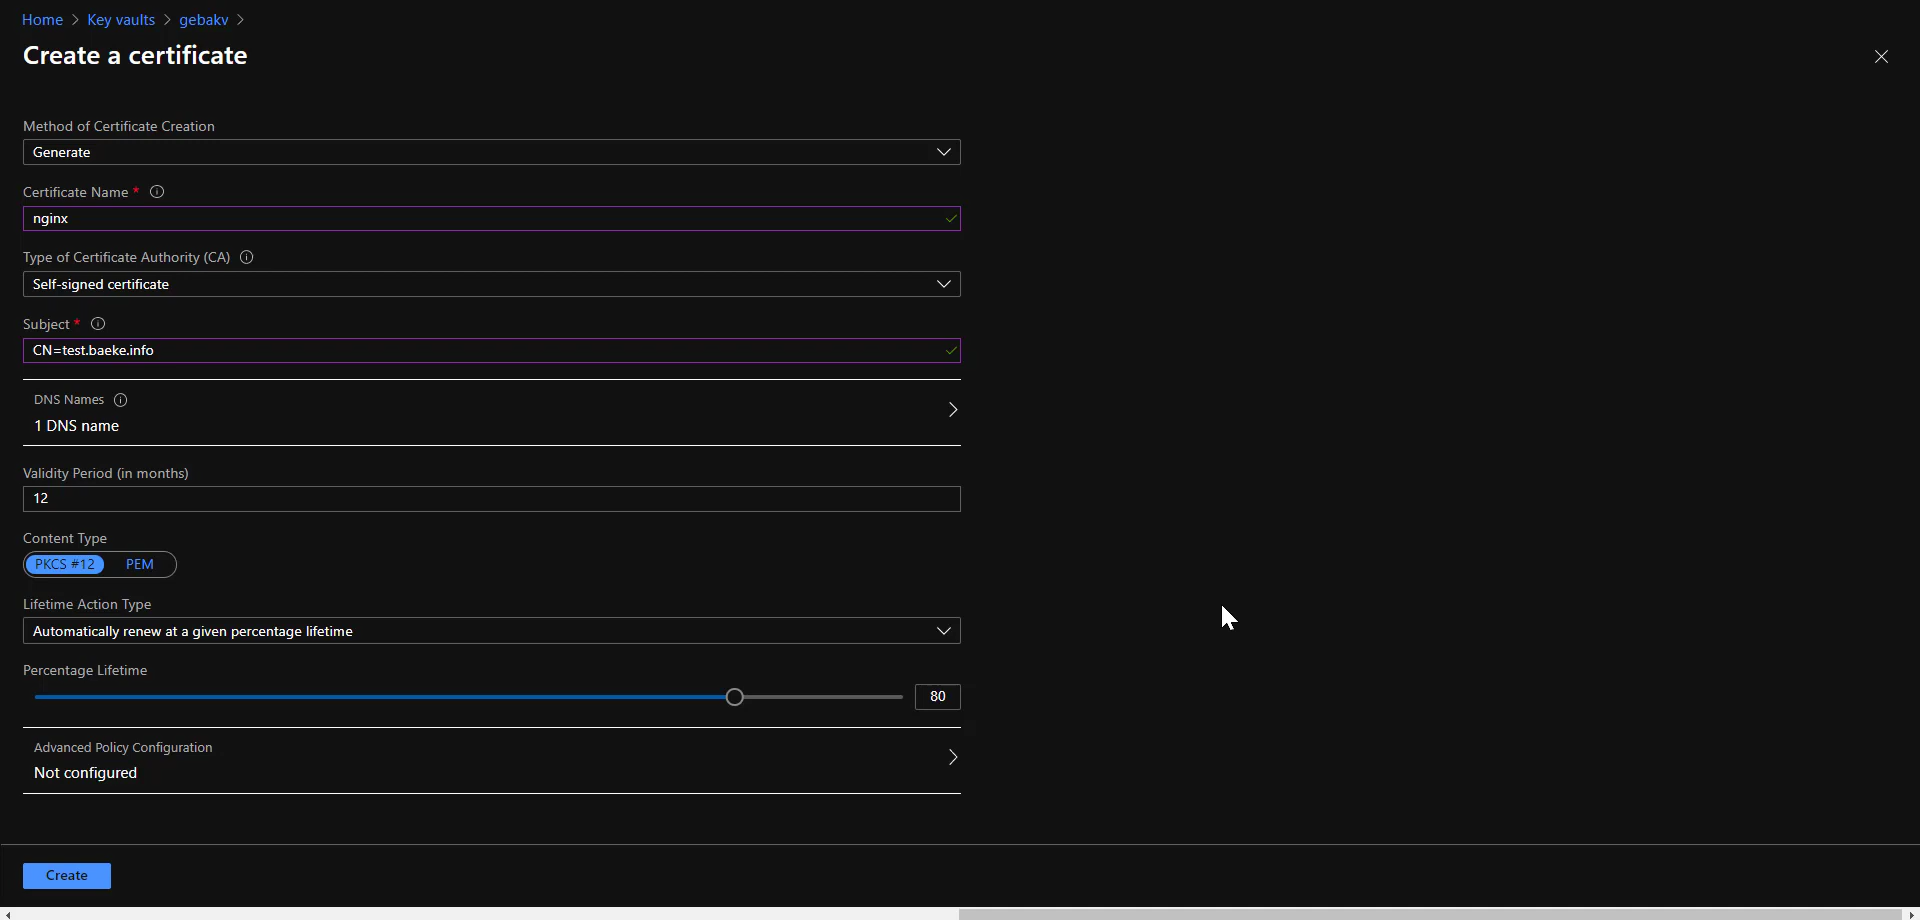 Home > Key vaults > gebakv >
Create a certificate
Method of Certificate Creation
Generate
Certificate Name *
nginx
Type of Certificate Authority (CA)
Self-signed certificate
Subject *
CN=test.baeke.info
DNS Names
1 DNS name
Validity Period (in months)
12
Content Type
PKCS #12 PEM
Lifetime Action Type
Automatically renew at a given percentage lifetime
Percentage Lifetime
80
Advanced Policy Configuration
Not configured
Create